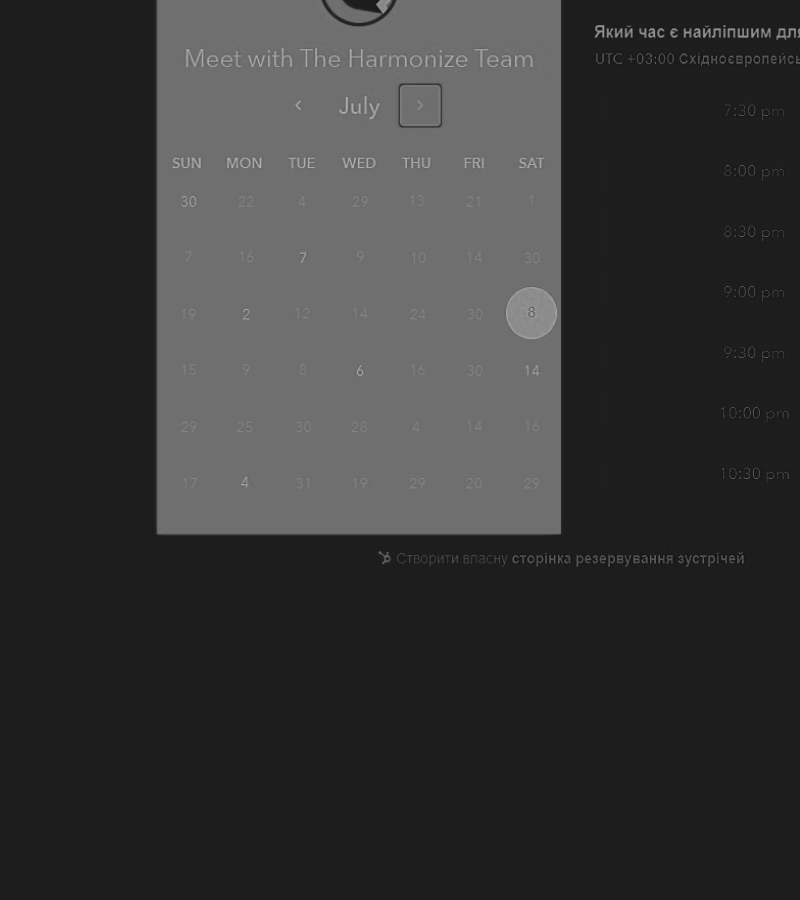 Meet with The Harmonize Team
July
SUN MON TUE WED THU FRI SAT
30 22 4 29 13 21 1
7 16 7 9 10 14 30
19 2 12 14 24 30 8
15 9 8 6 16 30 14
29 25 30 28 4 14 16
17 4 31 19 29 20 29
Який час є найліпшим
UTC +03:00
7:30 pm
8:00 pm
8:30 pm
9:00 pm
9:30 pm
10:00 pm
10:30 pm
Створити власну сторінка резервування зустрічей